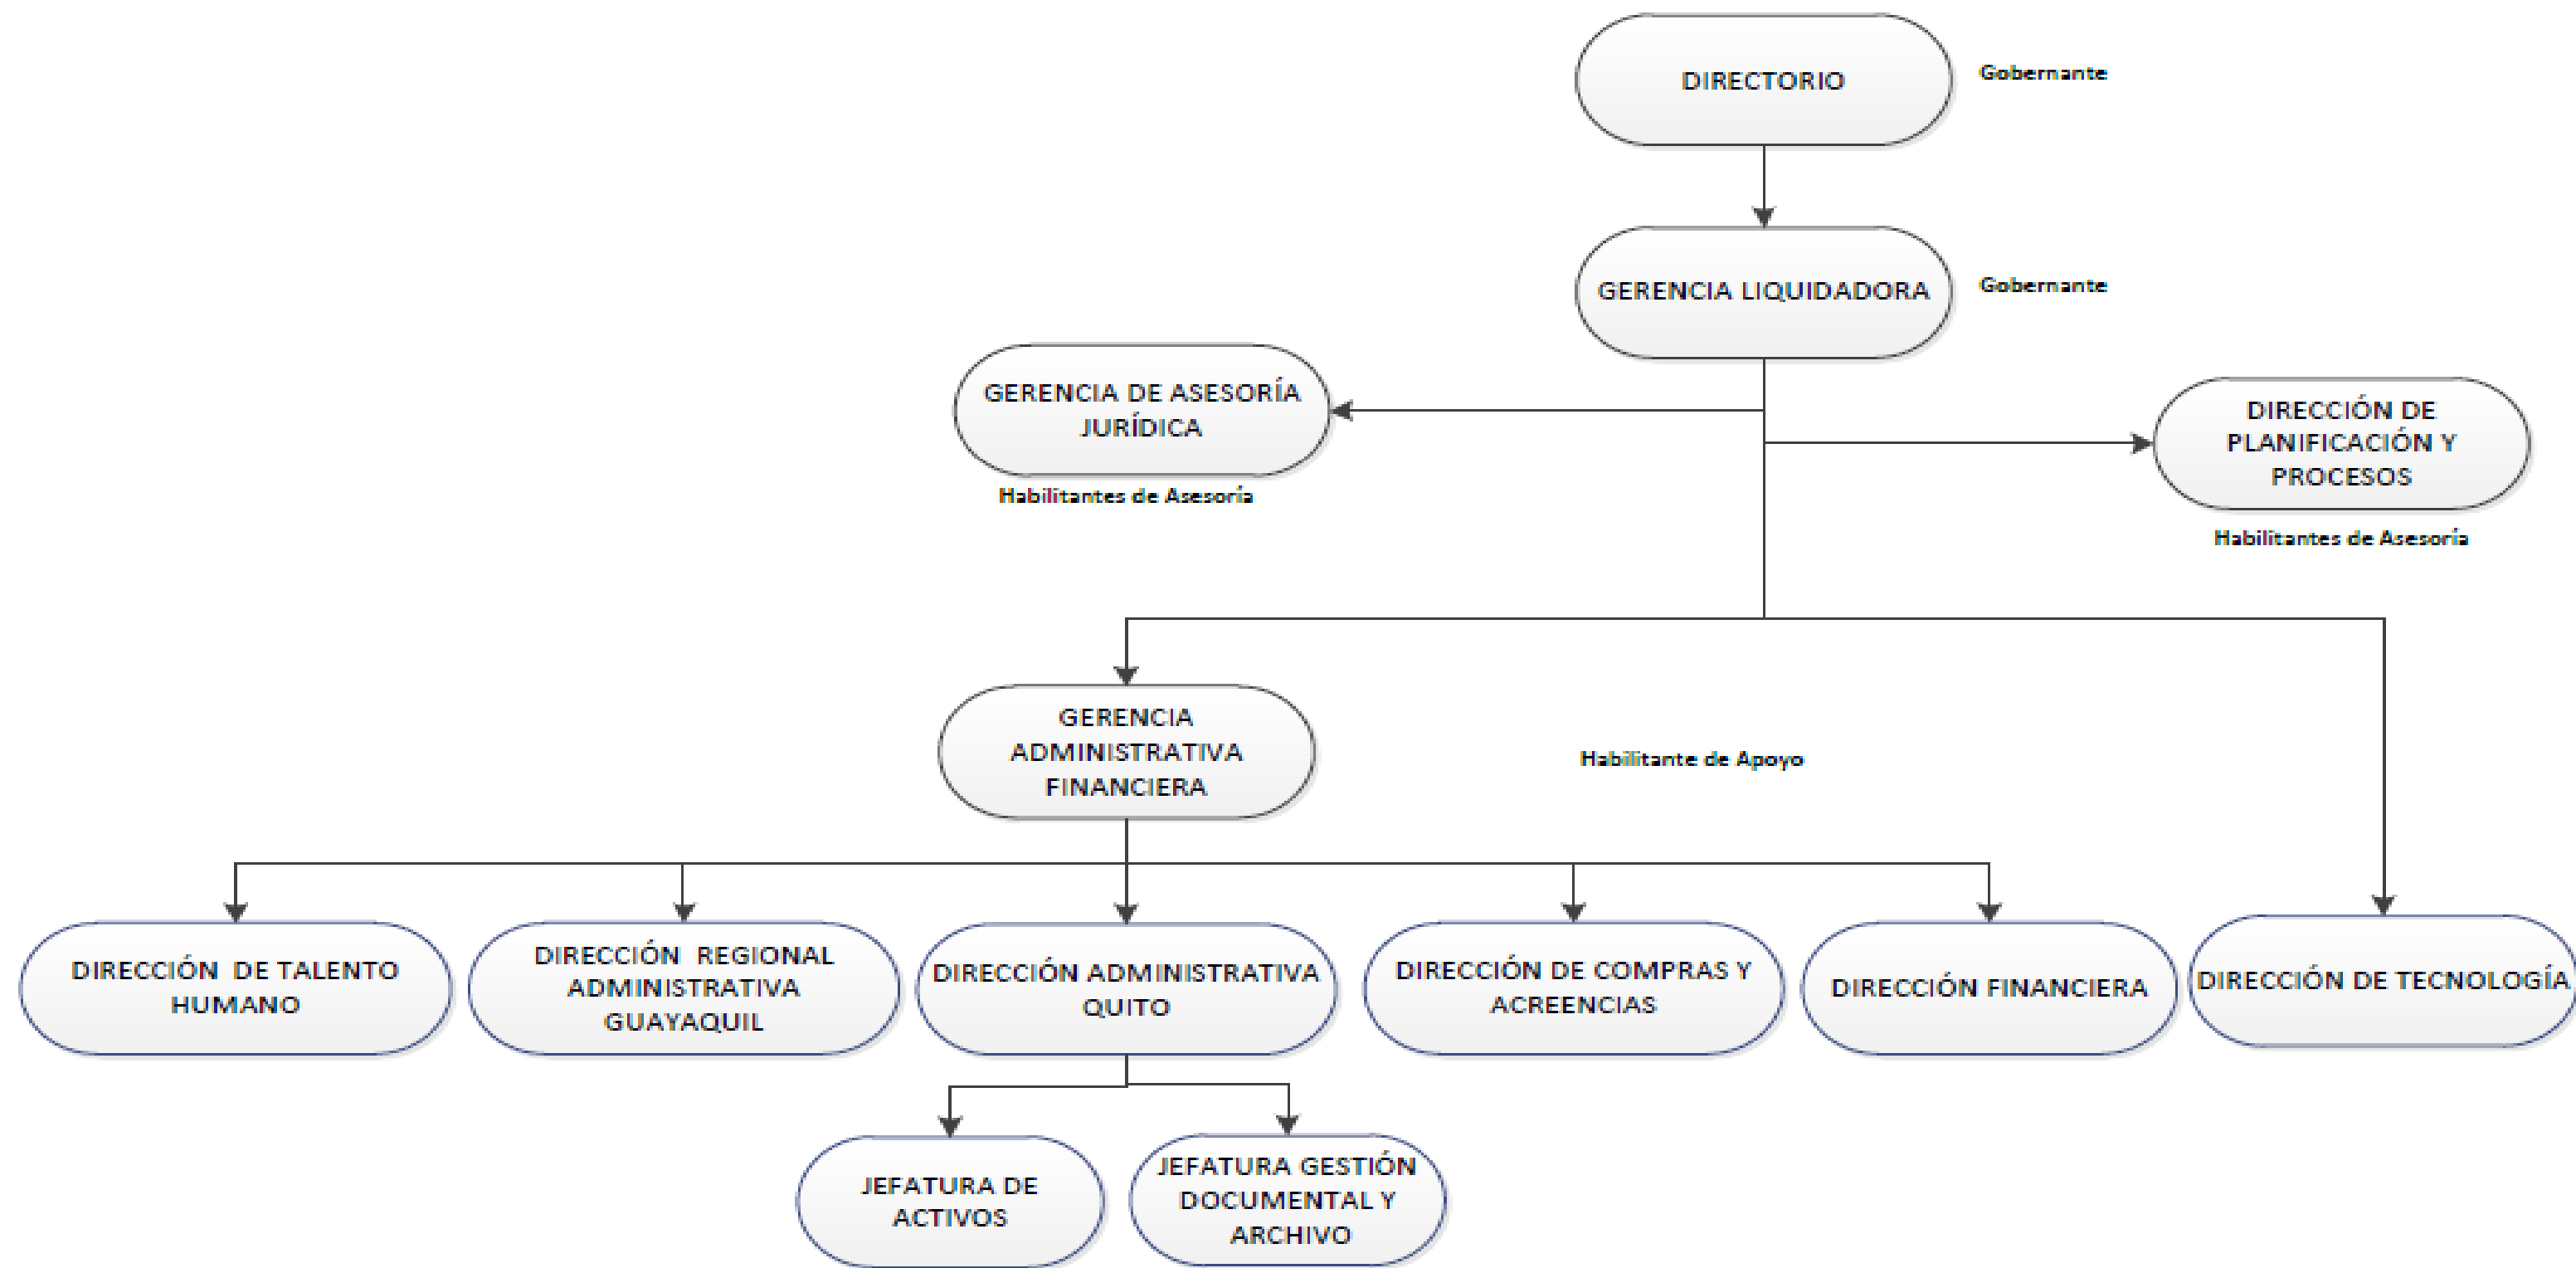 DIRECTORIO
Gobernante
GERENCIA LIQUIDADORA
Gobernante
GERENCIA DE ASESORÍA
JURÍDICA
Habilitantes de Asesoría
DIRECCIÓN DE
PLANIFICACIÓN Y
PROCESOS
Habilitantes de Asesoría
GERENCIA
ADMINISTRATIVA
FINANCIERA
Habilitante de Apoyo
DIRECCIÓN DE TALENTO
HUMANO
DIRECCIÓN REGIONAL
ADMINISTRATIVA
GUAYAQUIL
DIRECCIÓN ADMINISTRATIVA
QUITO
DIRECCIÓN DE COMPRAS Y
ACREENCIAS
DIRECCIÓN FINANCIERA
DIRECCIÓN DE TECNOLOGÍA
JEFATURA DE
ACTIVOS
JEFATURA GESTIÓN
DOCUMENTAL Y
ARCHIVO